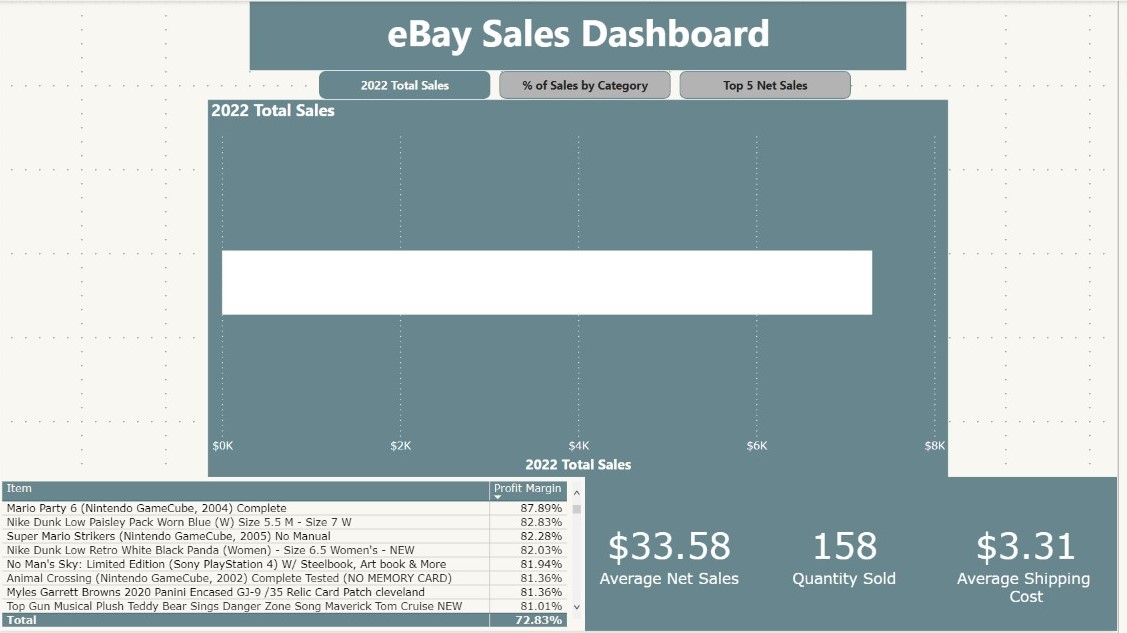 eBay Sales Dashboard
2022 Total Sales
% of Sales by Category
Top 5 Net Sales
2022 Total Sales
$0K
$2K
$4K
$6K
$8K
2022 Total Sales
Item Profit Margin
Mario Party 6 (Nintendo GameCube, 2004) Complete 87.89%
Nike Dunk Low Paisley Pack Worn Blue (W) Size 5.5 M - Size 7 W 82.83%
Super Mario Strikers (Nintendo GameCube, 2005) No Manual 82.28%
Nike Dunk Low Retro White Black Panda (Women) - Size 6.5 Women's - NEW 82.03%
No Man's Sky: Limited Edition (Sony PlayStation 4) W/ Steelbook, Art book & More 81.94%
Animal Crossing (Nintendo GameCube, 2002) Complete Tested (NO MEMORY CARD) 81.36%
Myles Garrett Browns 2020 Panini Encased GJ-9 /35 Relic Card Patch cleveland 81.36%
Top Gun Musical Plush Teddy Bear Sings Danger Zone Song Maverick Tom Cruise NEW 81.01%
Total 72.83%
$33.58
Average Net Sales
158
Quantity Sold
$3.31
Average Shipping
Cost